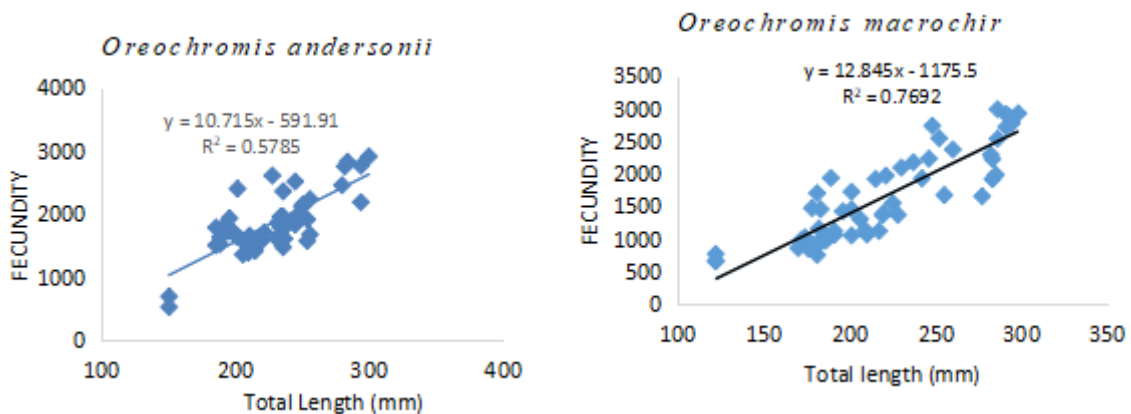 Oreochromis andersonii
4000
3000
2000
1000
0
FECUNDITY
y = 10.715x - 591.91
R² = 0.5785
100 200 300 400
Total Length (mm)
Oreochromis macrochir
3500
3000
2500
2000
1500
1000
500
0
FECUNDITY
y = 12.845x - 1175.5
R² = 0.7692
100 150 200 250 300 350
Total length (mm)